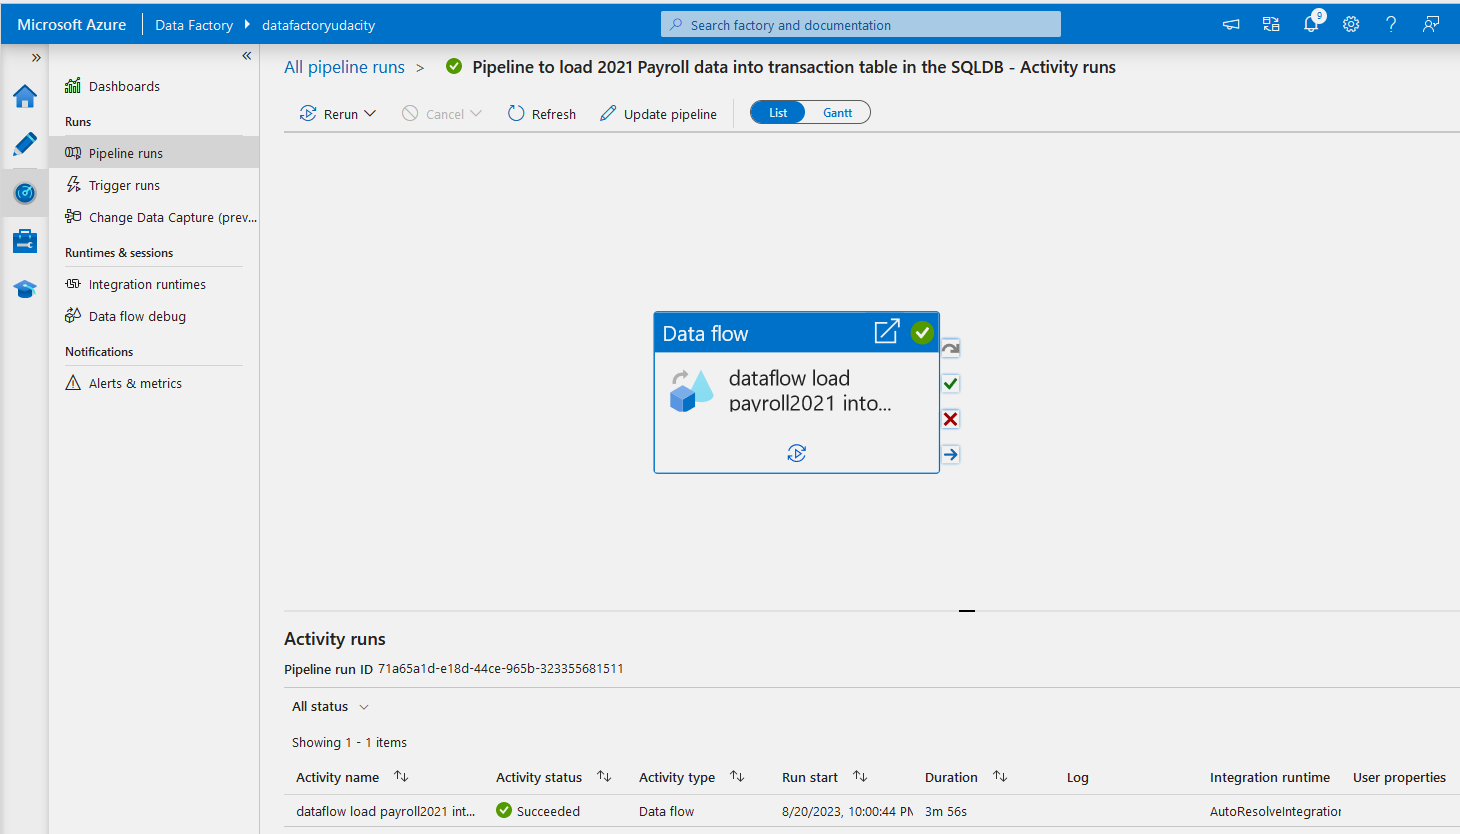 Microsoft Azure Data Factory datafactoryudacity Search factory and documentation 9
All pipeline runs > Pipeline to load 2021 Payroll data into transaction table in the SQLDB - Activity runs
Dashboards
Runs
Pipeline runs
Trigger runs
Change Data Capture (prev...
Runtimes & sessions
Integration runtimes
Data flow debug
Notifications
Alerts & metrics
Rerun Cancel Refresh Update pipeline List Gantt
Data flow
dataflow load
payroll2021 into...
Activity runs
Pipeline run ID 71a65a1d-e18d-44ce-965b-323355681511
All status
Showing 1 - 1 items
Activity name Activity status Activity type Run start Duration Log Integration runtime User properties
dataflow load payroll2021 int... Succeeded Data flow 8/20/2023, 10:00:44 PM 3m 56s AutoResolveIntegration